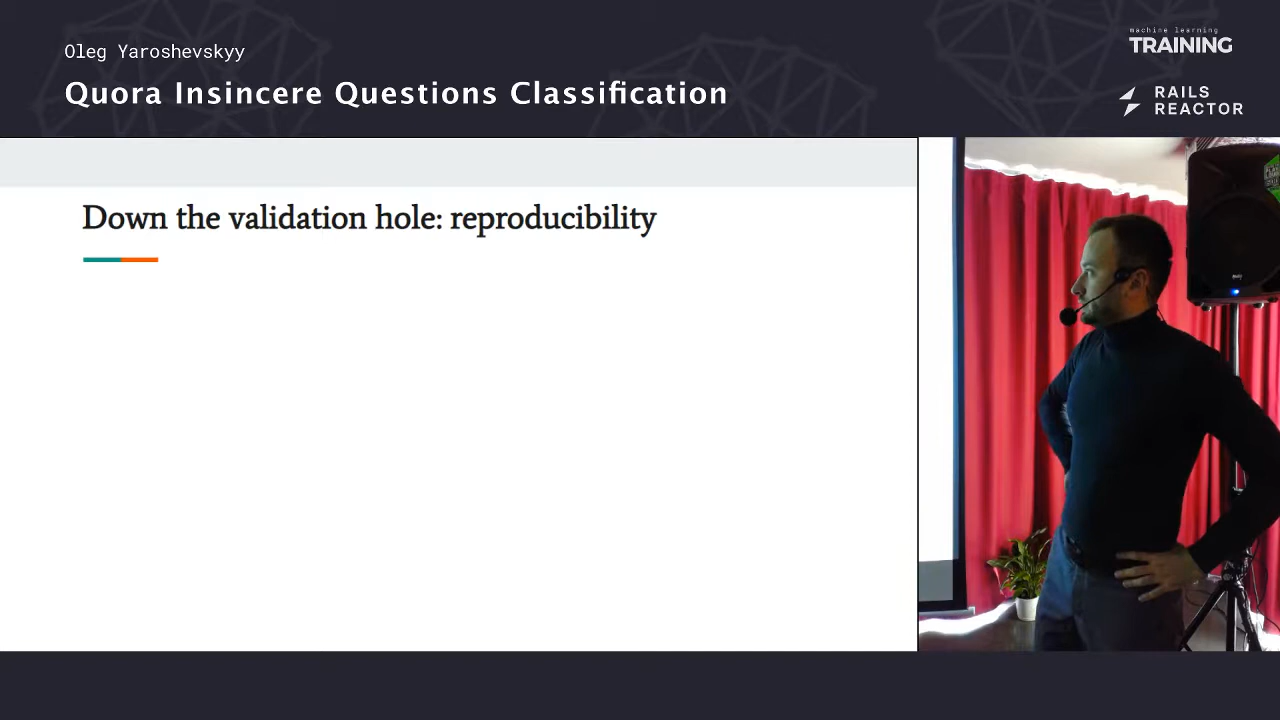 Oleg Yaroshevskyy
Quora Insincere Questions Classification
machine learning
TRAINING
RAILS
REACTOR
Down the validation hole: reproducibility